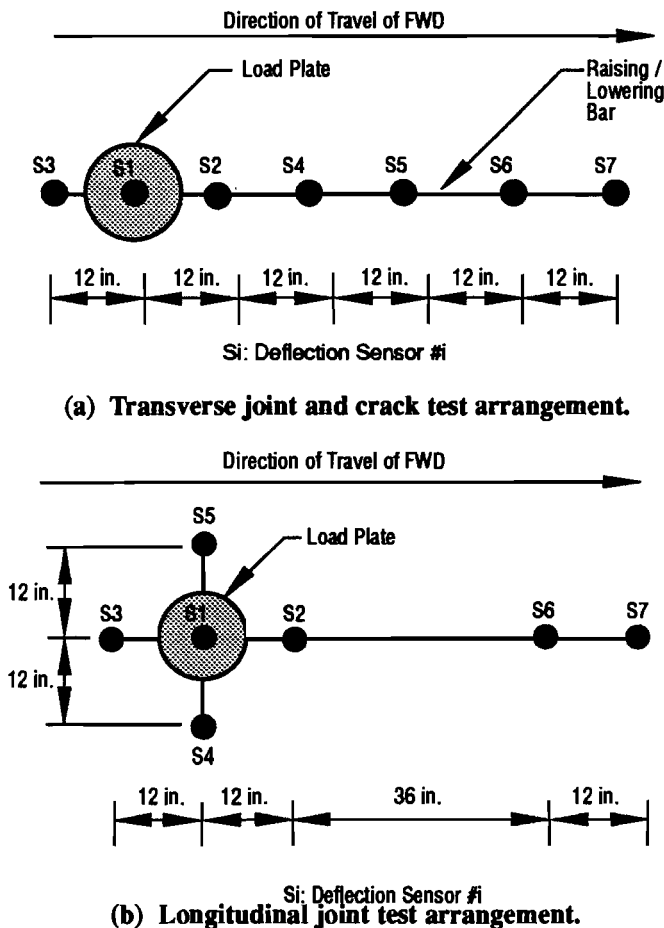 Direction of Travel of FWD
Load Plate
Raising /
Lowering
Bar
S3
S1
S2
S4
S5
S6
S7
12 in.
12 in.
12 in.
12 in.
12 in.
12 in.
Si: Deflection Sensor #i
(a) Transverse joint and crack test arrangement.
Direction of Travel of FWD
S5
Load Plate
12 in.
S3
S1
S2
S6
S7
12 in.
S4
12 in.
12 in.
36 in.
12 in.
Si: Deflection Sensor #i
(b) Longitudinal joint test arrangement.